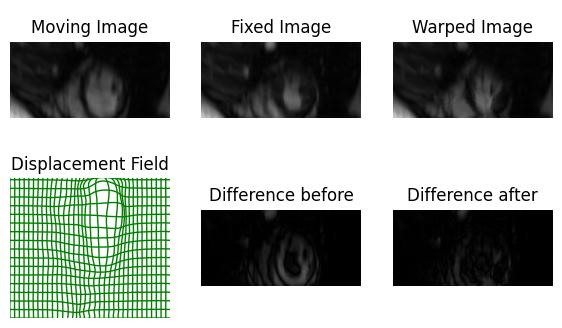 Moving Image
Fixed Image
Warped Image
Displacement Field
Difference before
Difference after